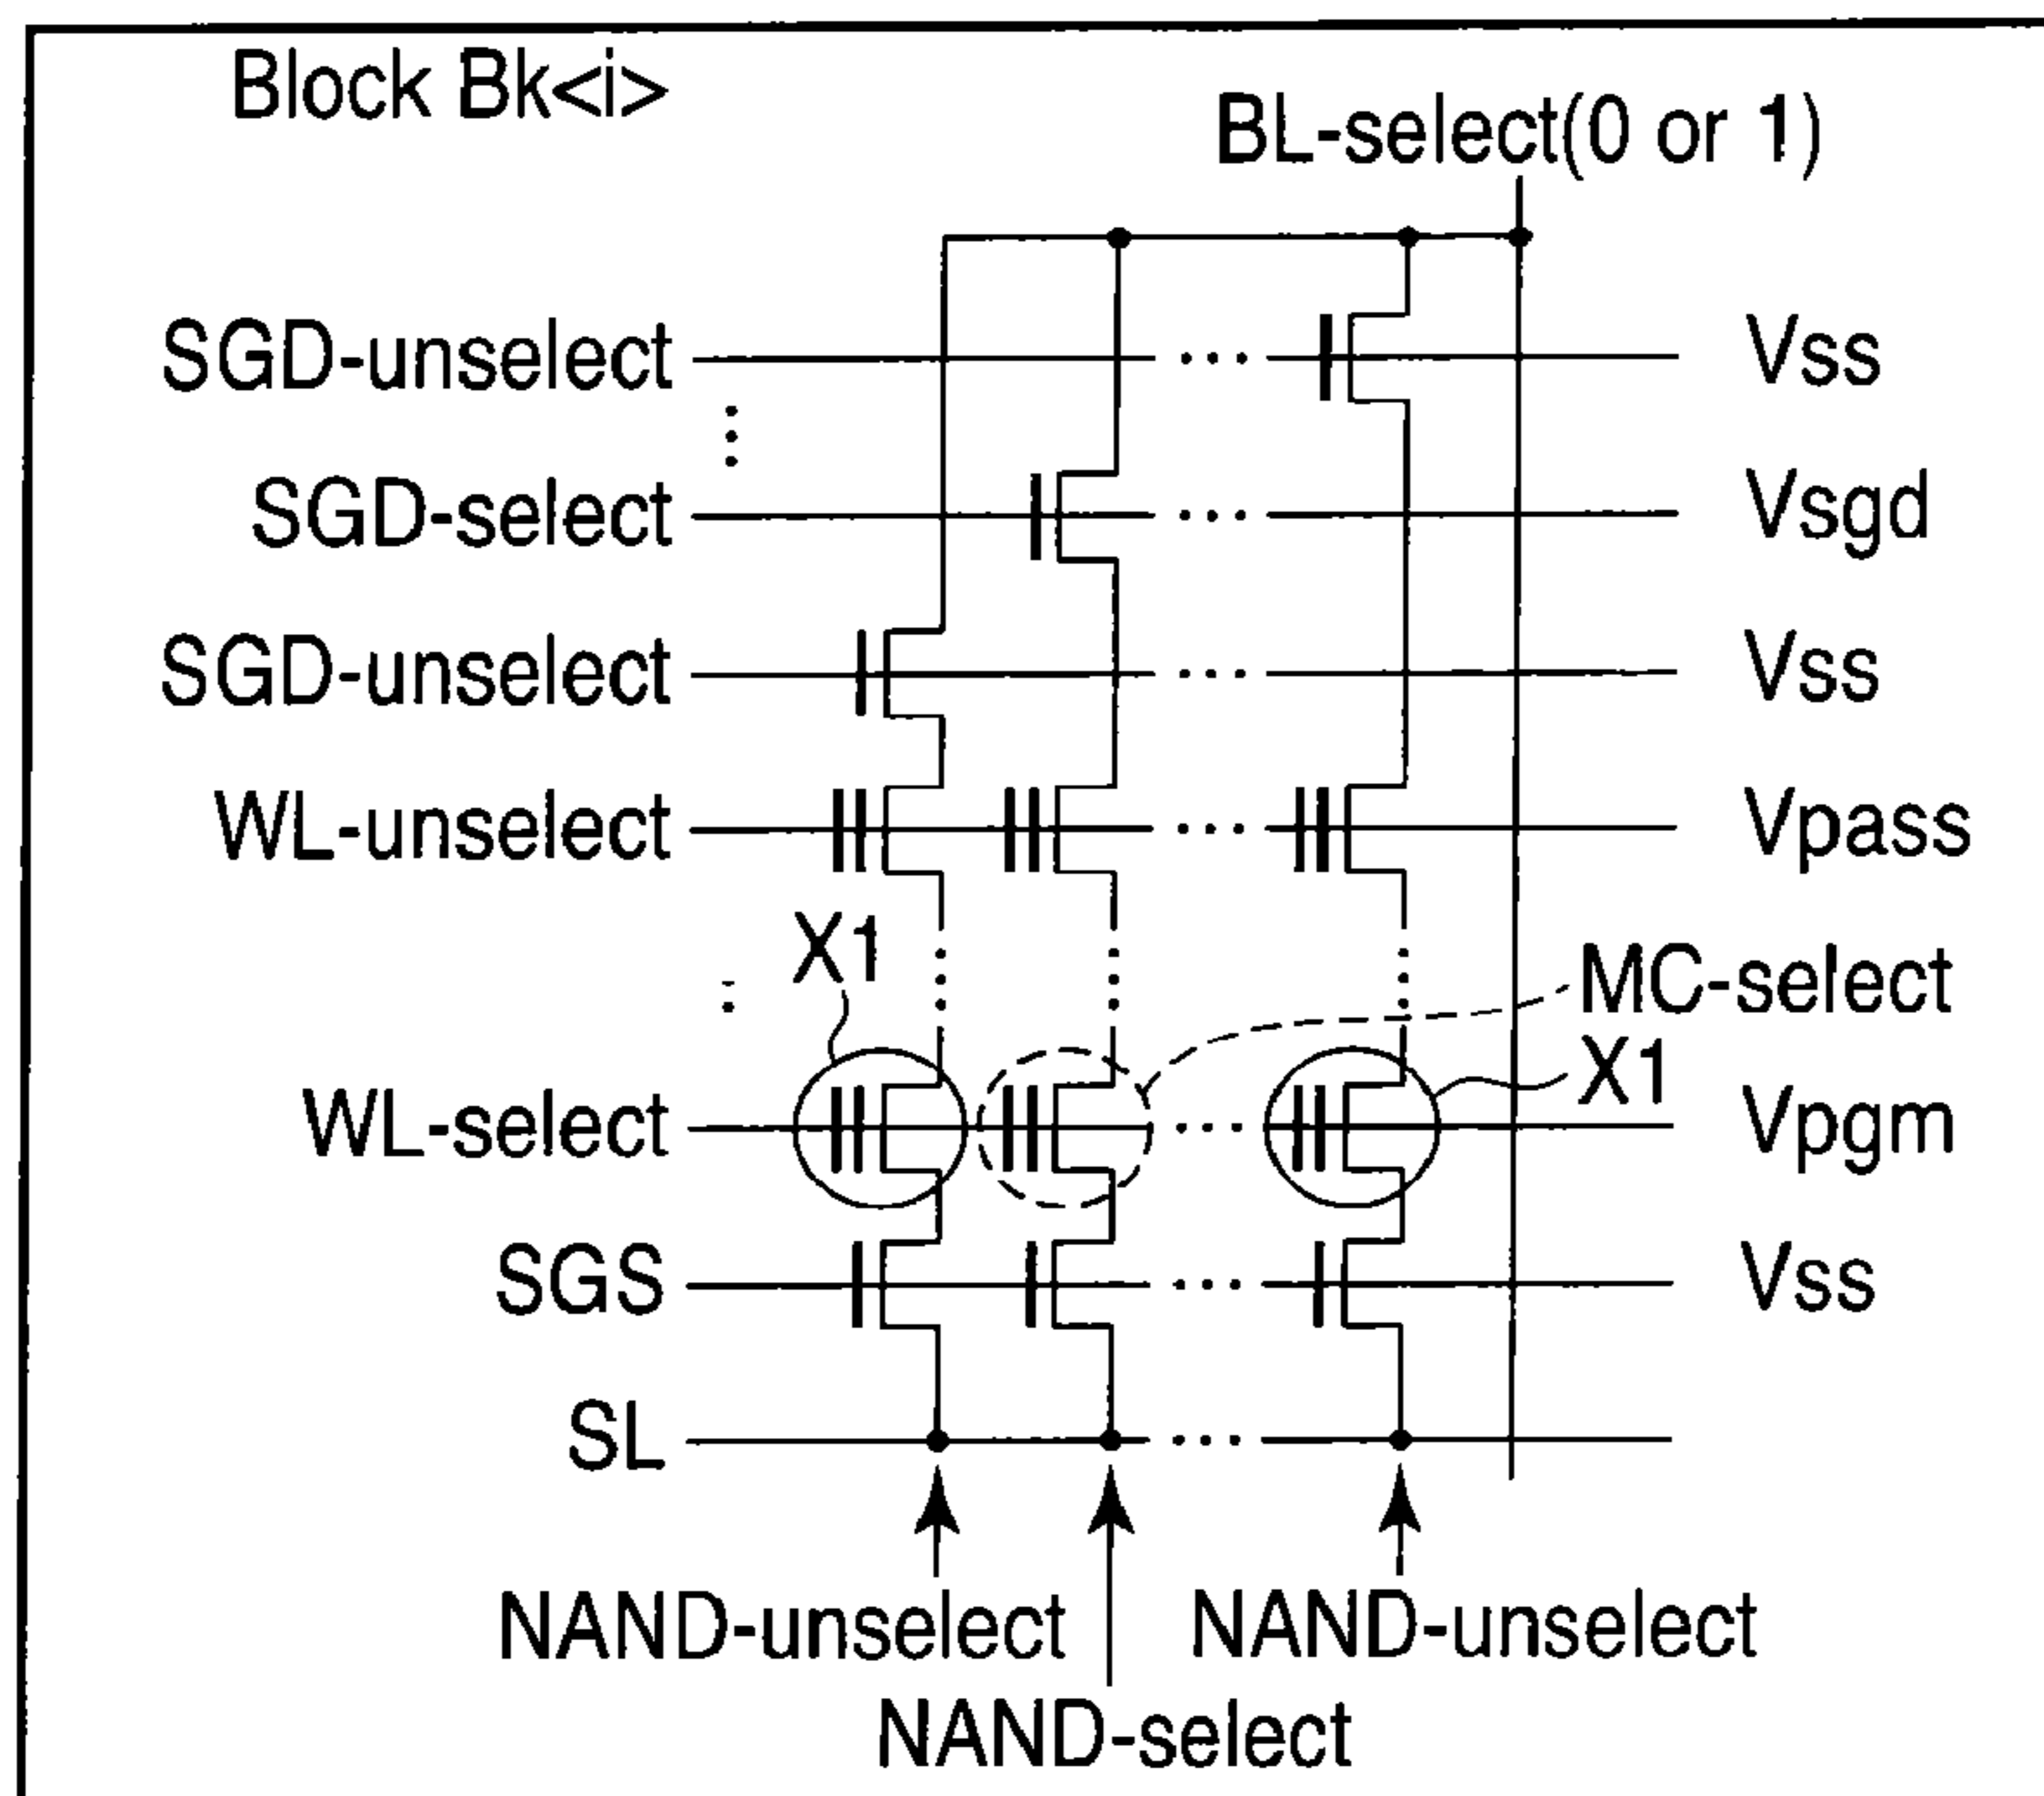 Block Bk<i>
BL-select(0 or 1)
SGD-unselect Vss
SGD-select Vsgd
SGD-unselect Vss
WL-unselect Vpass
X1
MC-select
X1
WL-select Vpgm
SGS Vss
SL
NAND-unselect NAND-unselect
NAND-select